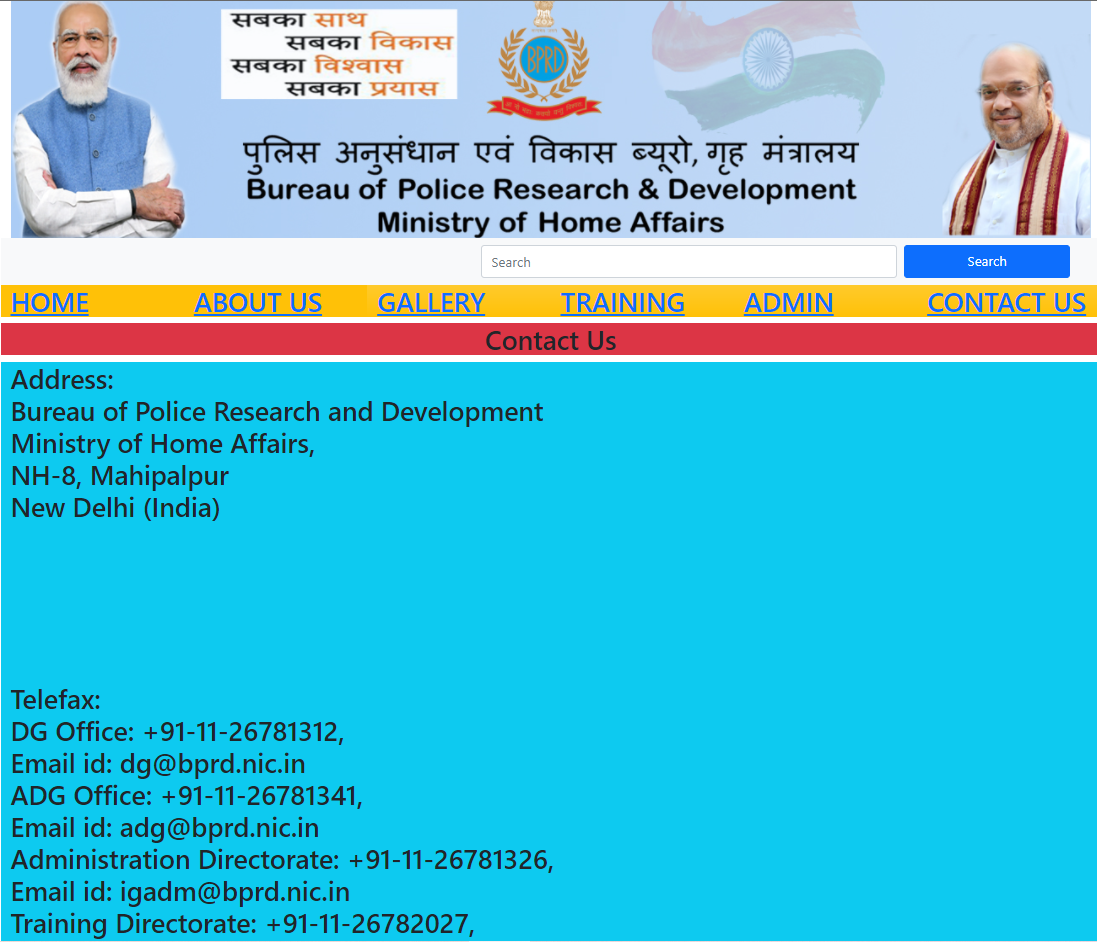 सबका साथ
सबका विकास
सबका विश्वास
सबका प्रयास
BPRD
पुलिस अनुसंधान एवं विकास ब्यूरो, गृह मंत्रालय
Bureau of Police Research & Development
Ministry of Home Affairs
Search Search
HOME ABOUT US GALLERY TRAINING ADMIN CONTACT US
Contact Us
Address:
Bureau of Police Research and Development
Ministry of Home Affairs,
NH-8, Mahipalpur
New Delhi (India)
Telefax:
DG Office: +91-11-26781312,
Email id: dg@bprd.nic.in
ADG Office: +91-11-26781341,
Email id: adg@bprd.nic.in
Administration Directorate: +91-11-26781326,
Email id: igadm@bprd.nic.in
Training Directorate: +91-11-26782027,